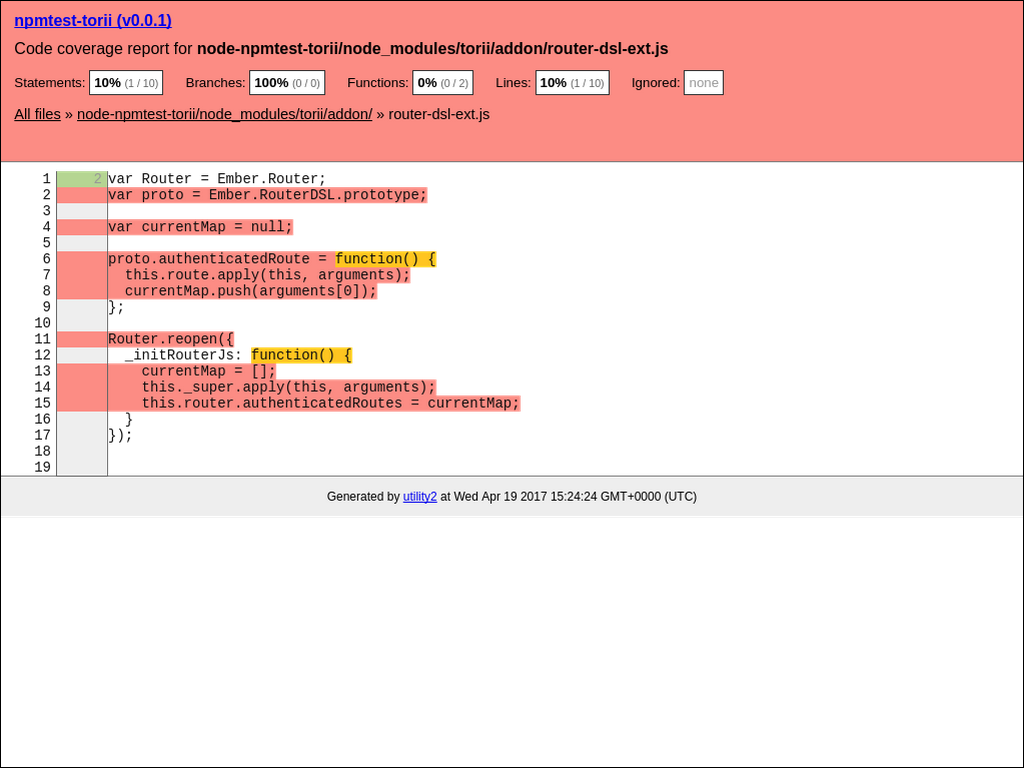 npmtest-torii (v0.0.1)
Code coverage report for node-npmtest-torii/node_modules/torii/addon/router-dsl-ext.js
Statements: 10% (1 / 10) Branches: 100% (0 / 0) Functions: 0% (0 / 2) Lines: 10% (1 / 10) Ignored: none
All files » node-npmtest-torii/node_modules/torii/addon/ » router-dsl-ext.js
1 2 var Router = Ember.Router;
2 var proto = Ember.RouterDSL.prototype;
3
4 var currentMap = null;
5
6 proto.authenticatedRoute = function() {
7   this.route.apply(this, arguments);
8   currentMap.push(arguments[0]);
9 };
10
11 Router.reopen({
12   _initRouterJs: function() {
13     currentMap = [];
14     this._super.apply(this, arguments);
15     this.router.authenticatedRoutes = currentMap;
16   }
17 });
18
19
Generated by utility2 at Wed Apr 19 2017 15:24:24 GMT+0000 (UTC)